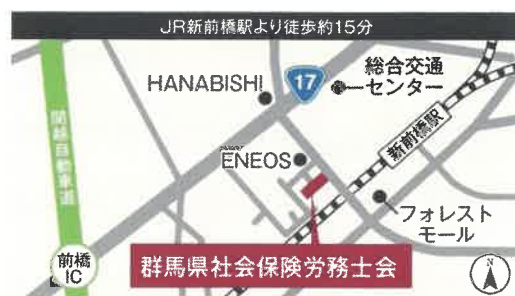 JR新前橋駅より徒歩約15分
HANABISHI
17
総合交通
センター
関越自動車道
ENEOS
新前橋駅
フォレスト
モール
前橋
IC
群馬県社会保険労務士会